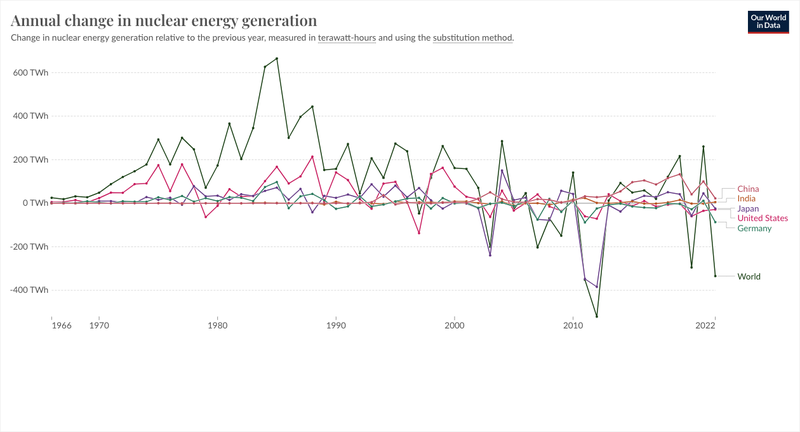 Annual change in nuclear energy generation
Our World
in Data
Change in nuclear energy generation relative to the previous year, measured in terawatt-hours and using the substitution method.
600 TWh
400 TWh
200 TWh
-200 TWh
-400 TWh
China
India
Japan
United States
Germany
World
1966
1970
1980
1990
2000
2010
2022